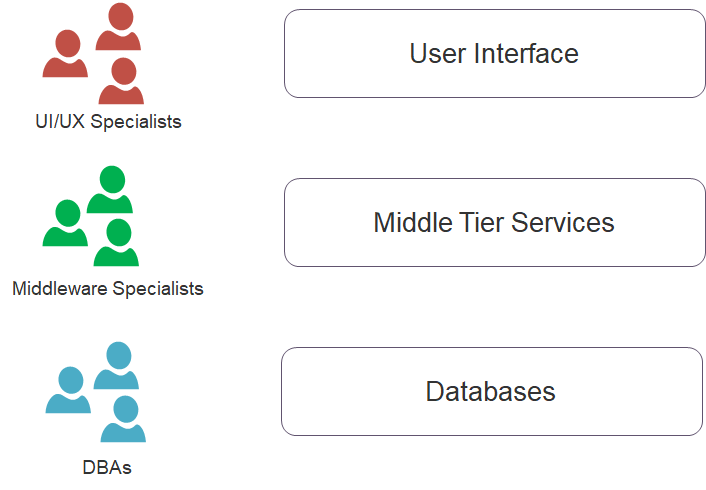 User Interface
UI/UX Specialists
Middle Tier Services
Middleware Specialists
Databases
DBAs